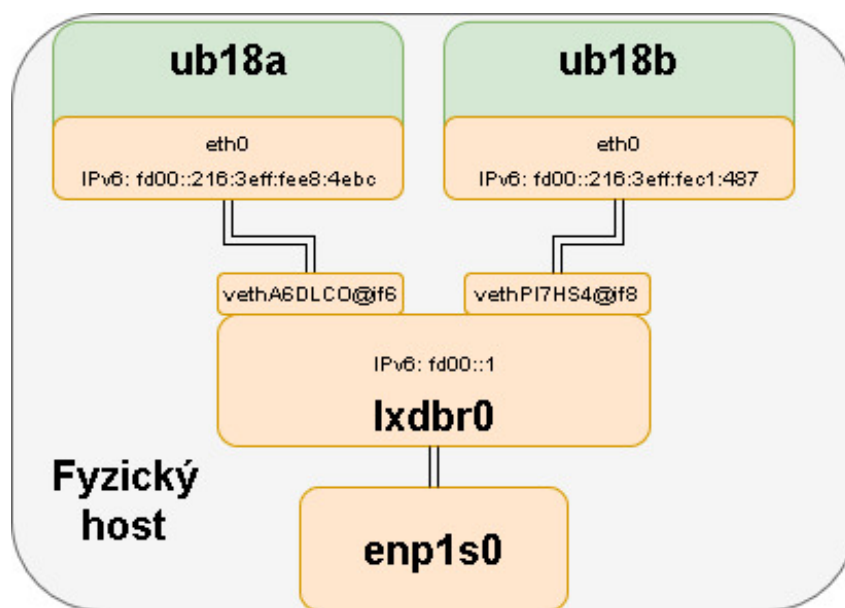 ub18a
eth0
IPv6: fd00::216:3eff:fee8:4ebc
ub18b
eth0
IPv6: fd00::216:3eff:fec1:487
vethA6DLCO@if6
vethPI7HS4@if8
IPv6: fd00::1
lxdbr0
Fyzický
host
enp1s0